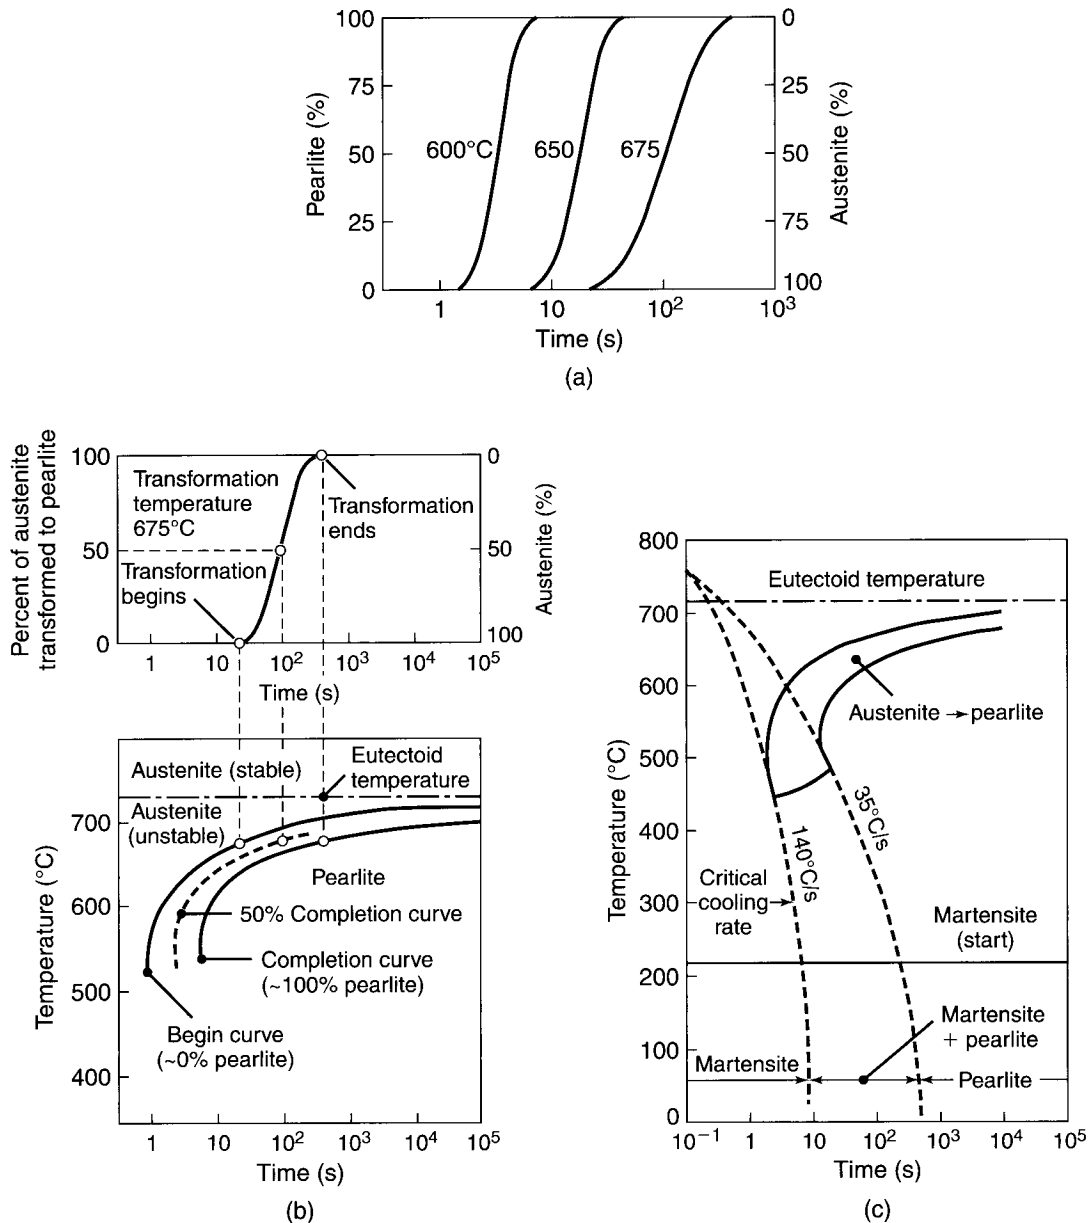 Pearlite (%)
100
75
50
25
0
600°C
650
675
0
25
50
75
100
Austenite (%)
1
10
10²
10³
Time (s)
(a)
Percent of austenite
transformed to pearlite
100
50
0
Transformation
temperature
675°C
Transformation
begins
Transformation
ends
0
50
100
Austenite (%)
1
10
10²
10³
10⁴
10⁵
Time (s)
Temperature (°C)
700
600
500
400
Austenite (stable)
Eutectoid
temperature
Austenite
(unstable)
Pearlite
50% Completion curve
Completion curve
(~100% pearlite)
Begin curve
(~0% pearlite)
1
10
10²
10³
10⁴
10⁵
Time (s)
(b)
Temperature (°C)
800
700
600
500
400
300
200
100
0
Eutectoid temperature
Austenite → pearlite
35°C/s
140°C/s
Critical
cooling
rate
Martensite
(start)
Martensite
+ pearlite
Martensite
Pearlite
10⁻¹
1
10
10²
10³
10⁴
10⁵
Time (s)
(c)